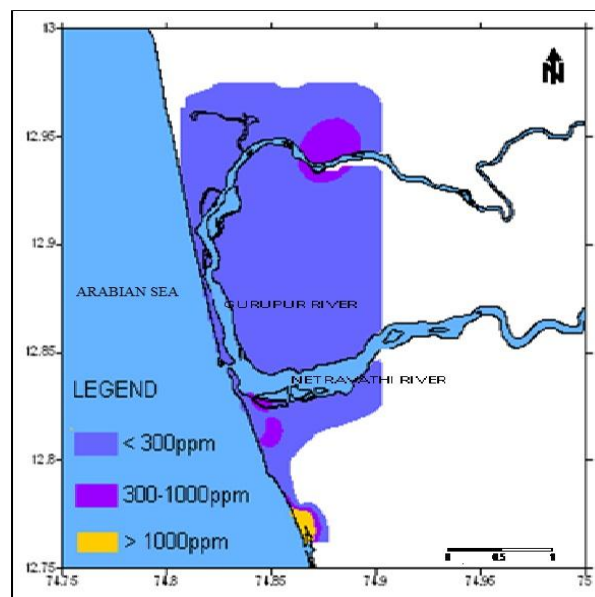 13
N
12.95
12.9
ARABIAN SEA
GURUPUR RIVER
12.85
NETRAVATHI RIVER
LEGEND
< 300ppm
12.8
300-1000ppm
> 1000ppm
0 0.5 1
12.75
74.75 74.8 74.85 74.9 74.95 75